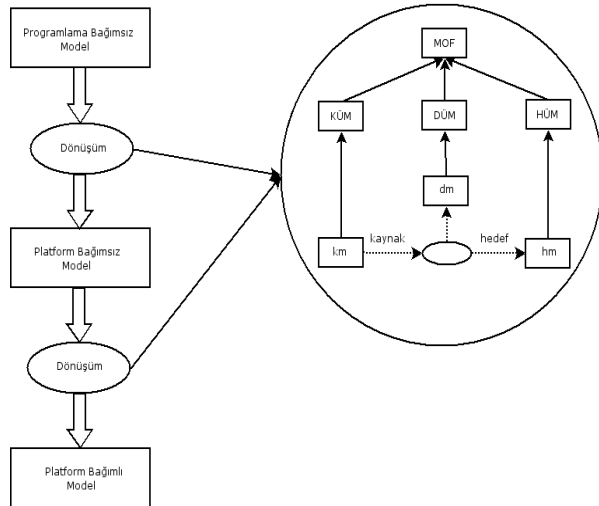 Programlama Bağımsız
Model
Dönüşüm
Platform Bağımsız
Model
Dönüşüm
Platform Bağımlı
Model
MOF
KÜM
DÜM
HÜM
dm
kaynak
hedef
km
hm